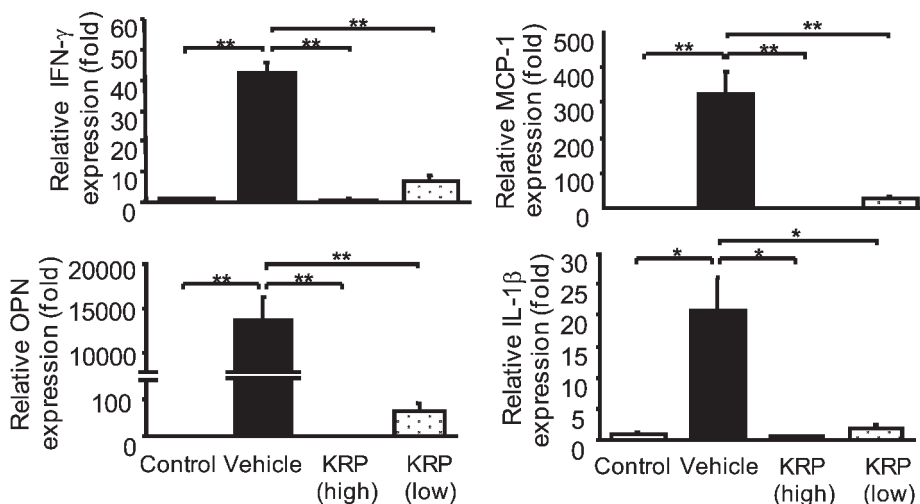 Relative IFN-γ
expression (fold)
60
50
40
30
20
10
0
** ** **
Relative MCP-1
expression (fold)
500
400
300
200
100
0
** ** **
Relative OPN
expression (fold)
20000
15000
10000
100
0
** ** **
Control Vehicle KRP (high) KRP (low)
Relative IL-1β
expression (fold)
30
25
20
15
10
5
0
* * *
Control Vehicle KRP (high) KRP (low)